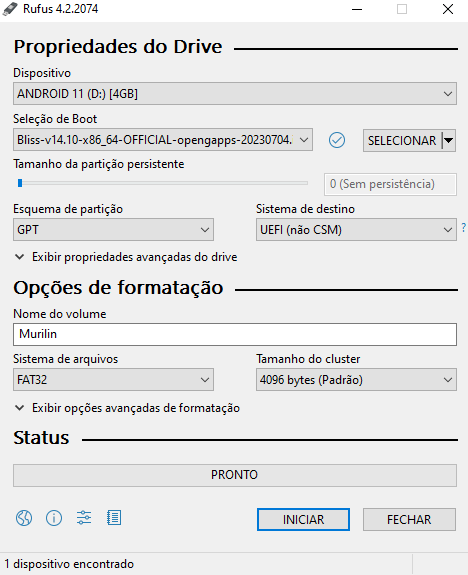 Rufus 4.2.2074
Propriedades do Drive
Dispositivo
ANDROID 11 (D:) [4GB]
Seleção de Boot
Bliss-v14.10-x86_64-OFFICIAL-opengapps-20230704.
SELECIONAR
Tamanho da partição persistente
0 (Sem persistência)
Esquema de partição
Sistema de destino
GPT
UEFI (não CSM)
?
Exibir propriedades avançadas do drive
Opções de formatação
Nome do volume
Murilin
Sistema de arquivos
Tamanho do cluster
FAT32
4096 bytes (Padrão)
Exibir opções avançadas de formatação
Status
PRONTO
INICIAR
FECHAR
1 dispositivo encontrado